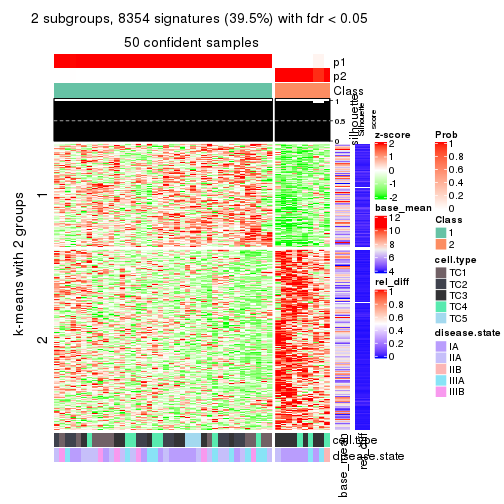 2 subgroups, 8354 signatures (39.5%) with fdr < 0.05
50 confident samples
p1
p2
Class
1
0.5
0
silhouette
Silhouette
score
k-means with 2 groups
1
2
cell.type
disease.state
base_mean
rel_diff
z-score
2
1
0
-1
-2
base_mean
12
10
8
6
4
rel_diff
1
0.8
0.6
0.4
0.2
0
Prob
1
0.8
0.6
0.4
0.2
0
Class
1
2
cell.type
TC1
TC2
TC3
TC4
TC5
disease.state
IA
IIA
IIB
IIIA
IIIB